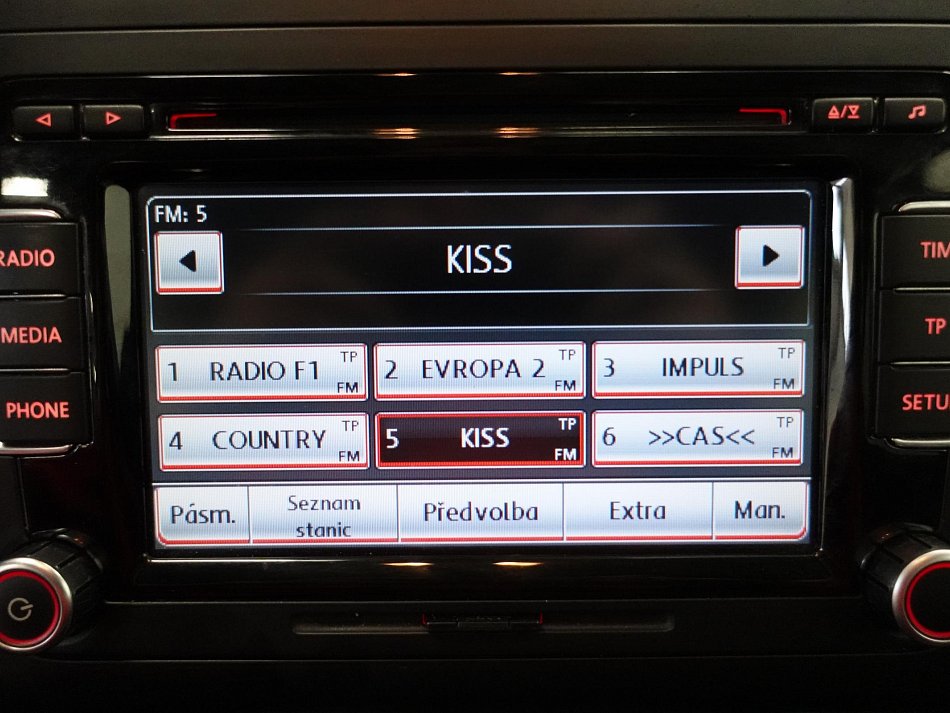 FM: 5
KISS
RADIO
MEDIA
PHONE
TP
1 RADIO F1 TP FM
2 EVROPA 2 TP FM
3 IMPULS TP FM
4 COUNTRY TP FM
5 KISS TP FM
6 >>CAS<< TP FM
Pásm.
Seznam
stanic
Předvolba
Extra
Man.